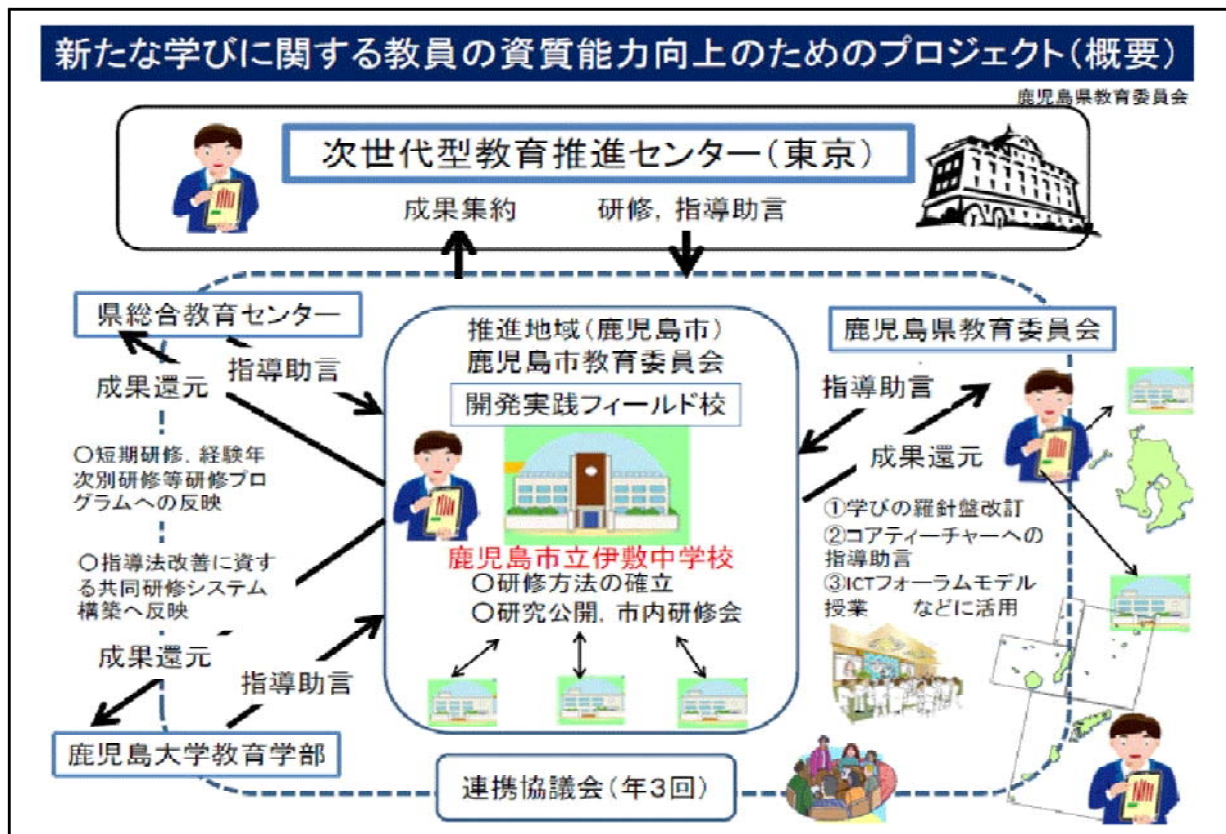 新たな学びに関する教員の資質能力向上のためのプロジェクト(概要)
鹿児島県教育委員会
次世代型教育推進センター(東京)
成果集約　研修，指導助言
県総合教育センター
成果還元
指導助言
○短期研修，経験年
次別研修等研修プロ
グラムへの反映
○指導法改善に資す
る共同研修システム
構築へ反映
成果還元
指導助言
鹿児島大学教育学部
推進地域(鹿児島市)
鹿児島市教育委員会
開発実践フィールド校
鹿児島市立伊敷中学校
○研修方法の確立
○研究公開，市内研修会
鹿児島県教育委員会
指導助言
成果還元
①学びの羅針盤改訂
②コアティーチャーへの
指導助言
③ICTフォーラムモデル
授業　などに活用
連携協議会(年3回)